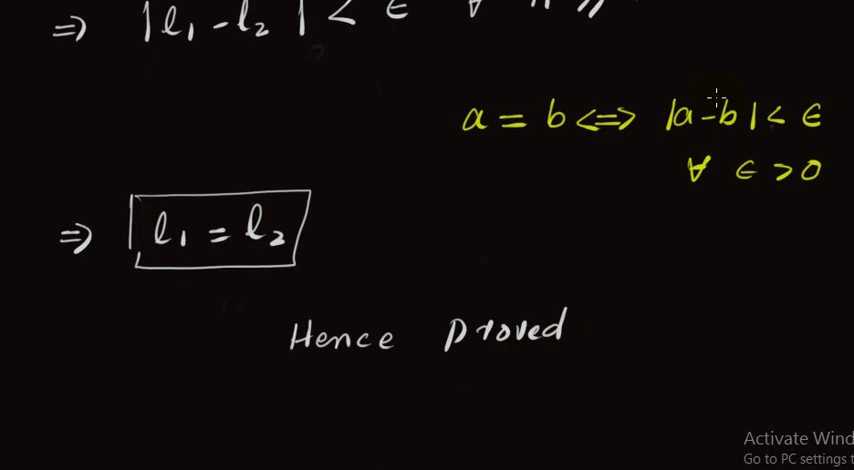 ⇒ |l₁ - l₂| < ε ∀
a = b <=> |a-b| < ε
∀ ε > 0
⇒ l₁ = l₂
Hence proved
Activate Wind
Go to PC settings t